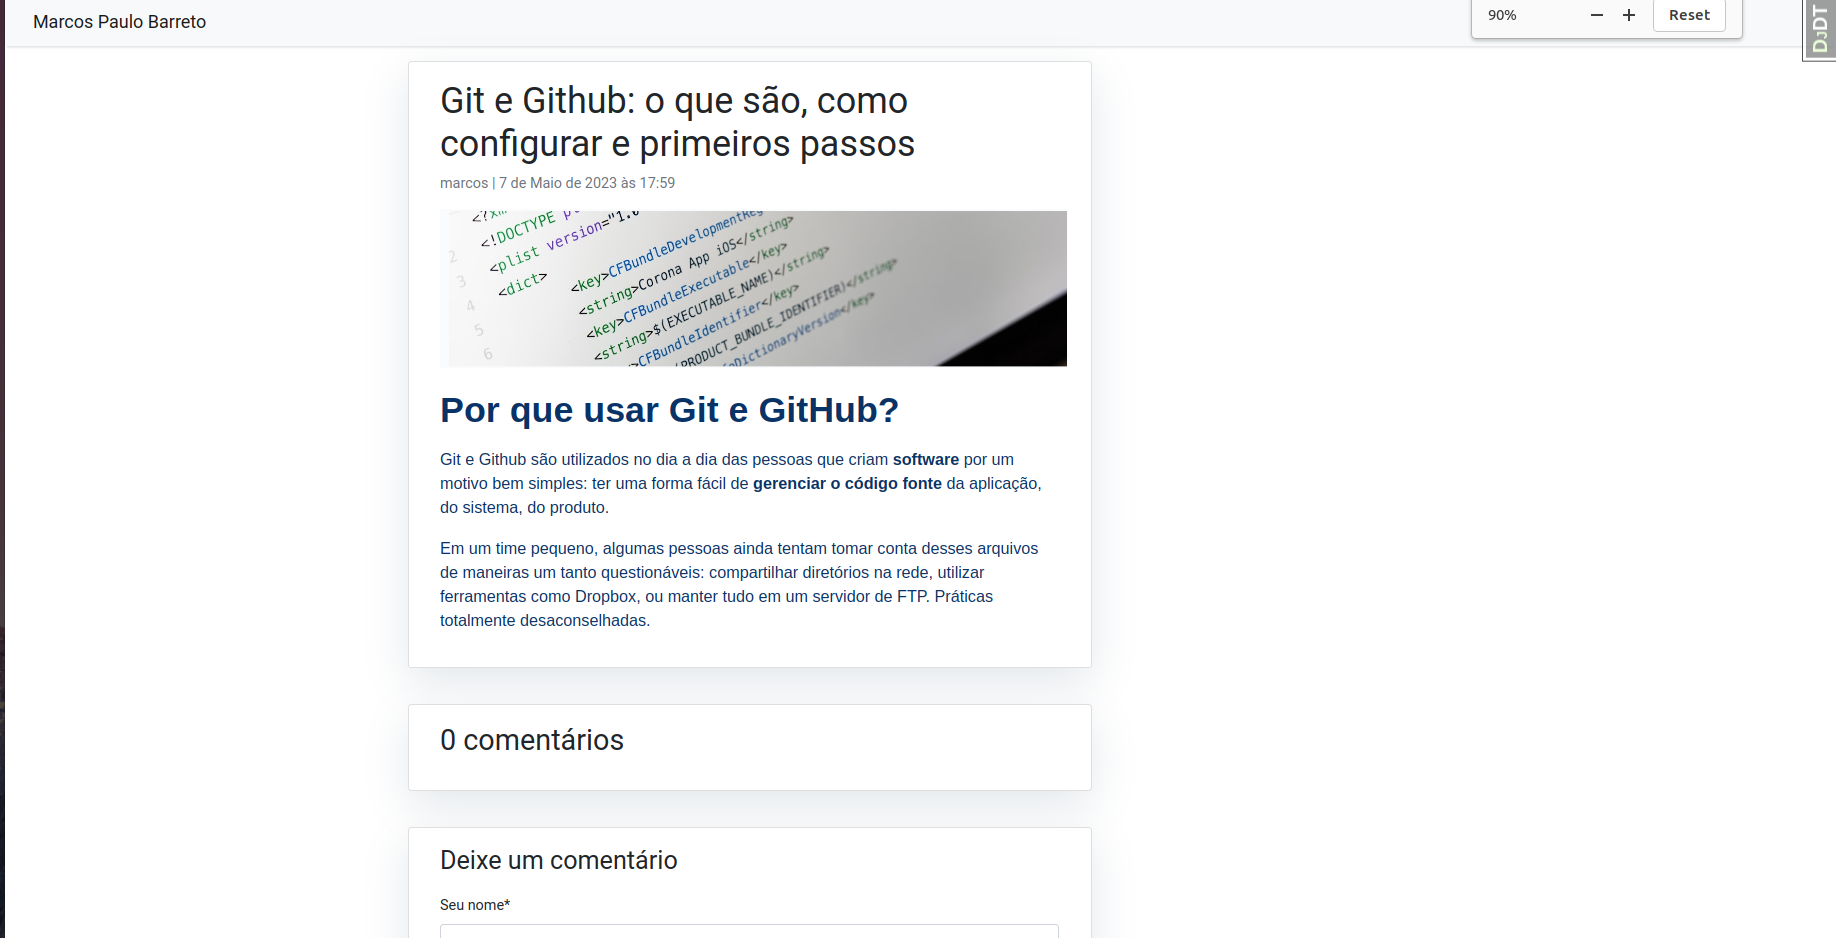 Marcos Paulo Barreto
90%
Reset
DJDT
Git e Github: o que são, como
configurar e primeiros passos
marcos | 7 de Maio de 2023 às 17:59
<!DOCTYPE
<plist version="1.0
<dict>
<key>CFBundleDevelopmentReg
<string>Corona App iOS</string>
<key>CFBundleExecutable</key>
<string>$(EXECUTABLE_NAME)</string>
>CFBundleIdentifier</key>
PRODUCT_BUNDLE_IDENTIFIER)</string>
oDictionaryVersion</key>
2
3
4
5
6
Por que usar Git e GitHub?
Git e Github são utilizados no dia a dia das pessoas que criam software por um
motivo bem simples: ter uma forma fácil de gerenciar o código fonte da aplicação,
do sistema, do produto.
Em um time pequeno, algumas pessoas ainda tentam tomar conta desses arquivos
de maneiras um tanto questionáveis: compartilhar diretórios na rede, utilizar
ferramentas como Dropbox, ou manter tudo em um servidor de FTP. Práticas
totalmente desaconselhadas.
0 comentários
Deixe um comentário
Seu nome*